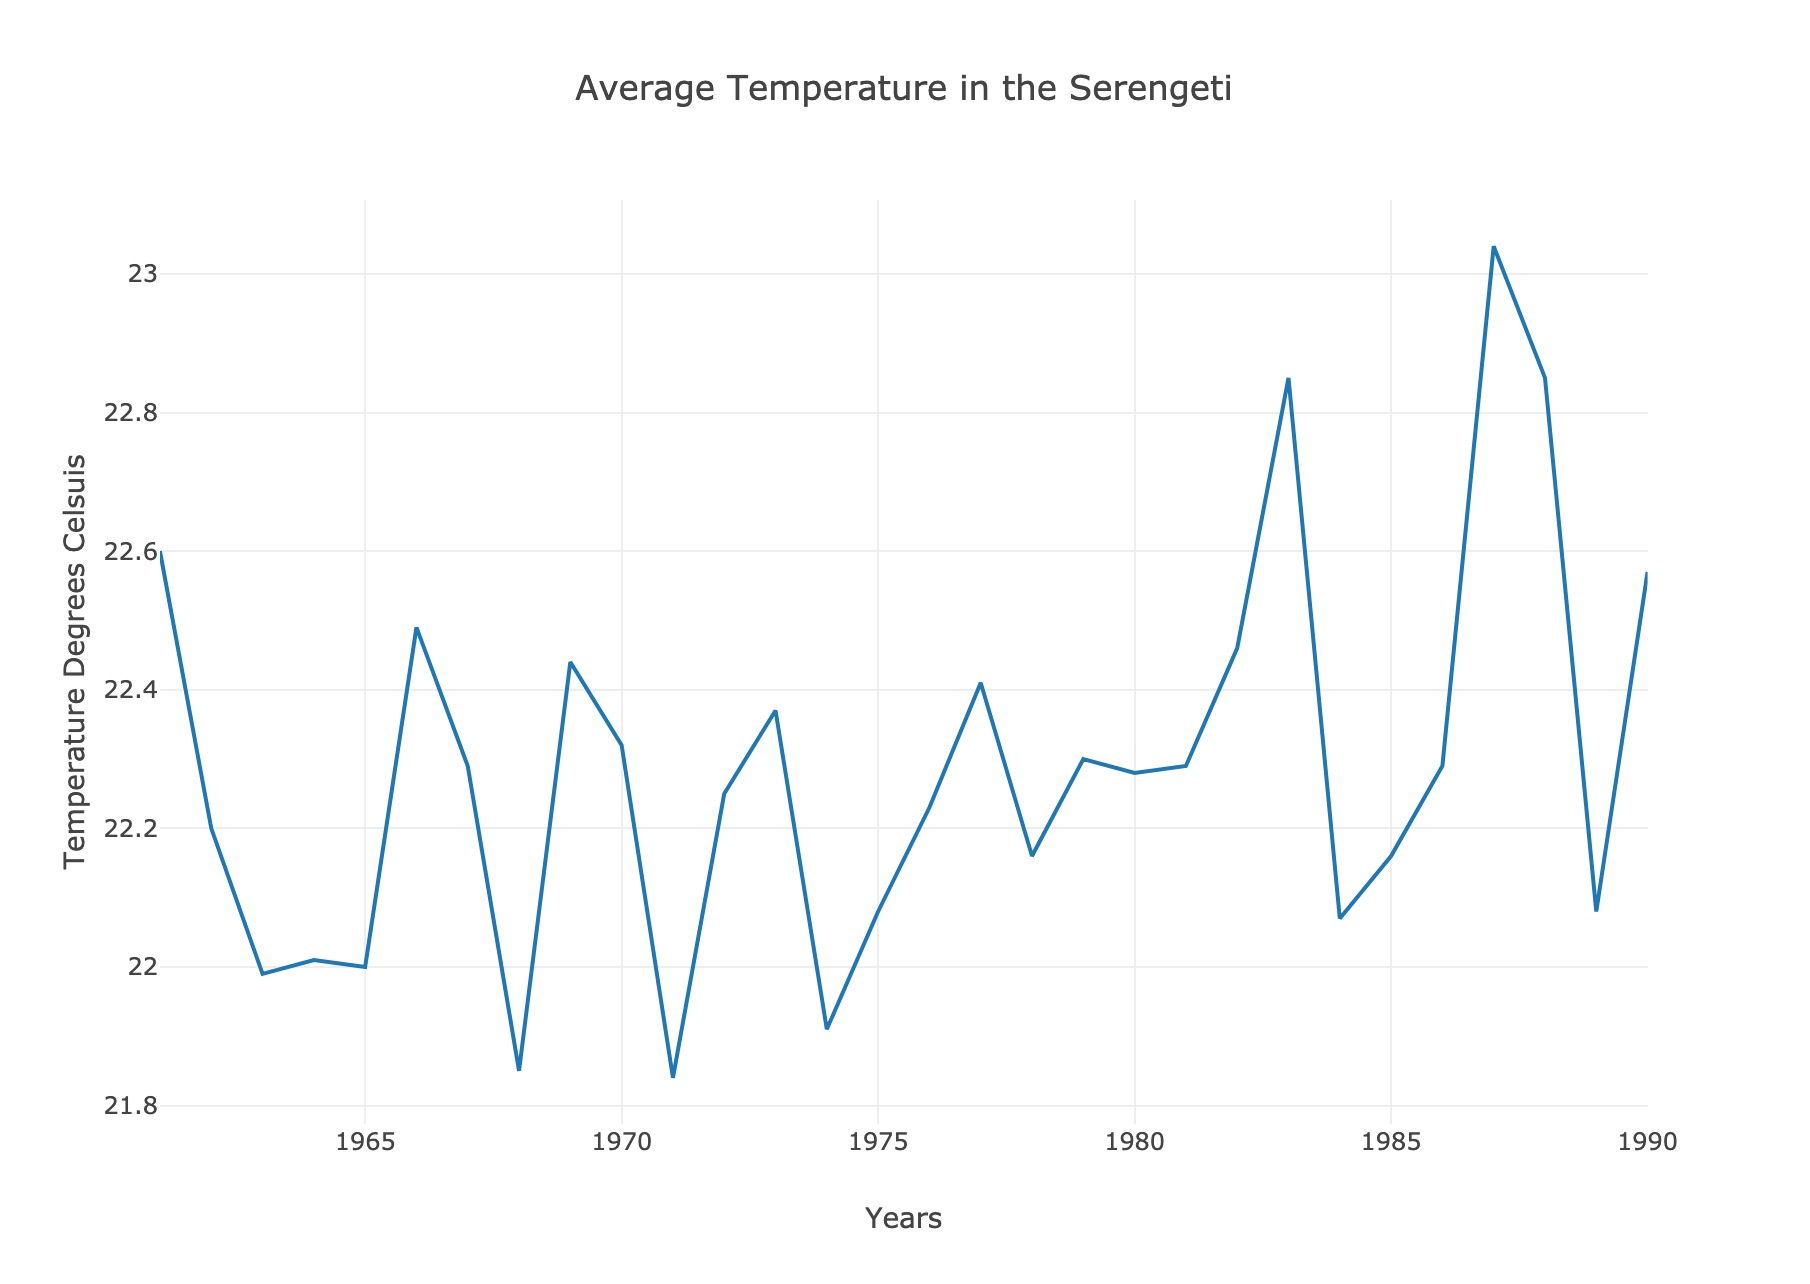 Average Temperature in the Serengeti
Temperature Degrees Celsuis
23
22.8
22.6
22.4
22.2
22
21.8
1965 1970 1975 1980 1985 1990
Years